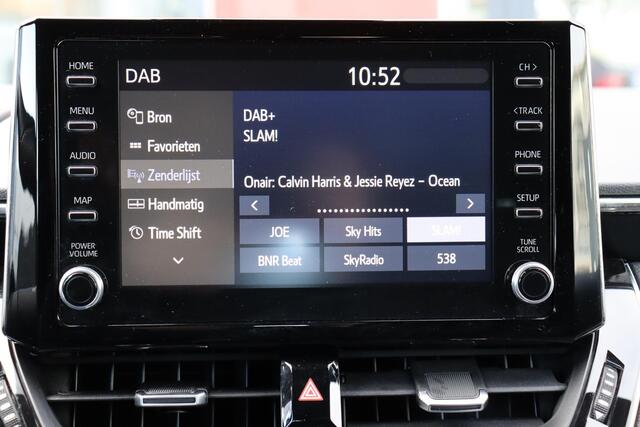 HOME
MENU
AUDIO
MAP
POWER
VOLUME
DAB 10:52
Bron
Favorieten
Zenderlijst
Handmatig
Time Shift
DAB+
SLAM!
Onair: Calvin Harris & Jessie Reyez – Ocean
< >
JOE Sky Hits SLAM!
BNR Beat SkyRadio 538
CH >
< TRACK
PHONE
SETUP
TUNE
SCROLL